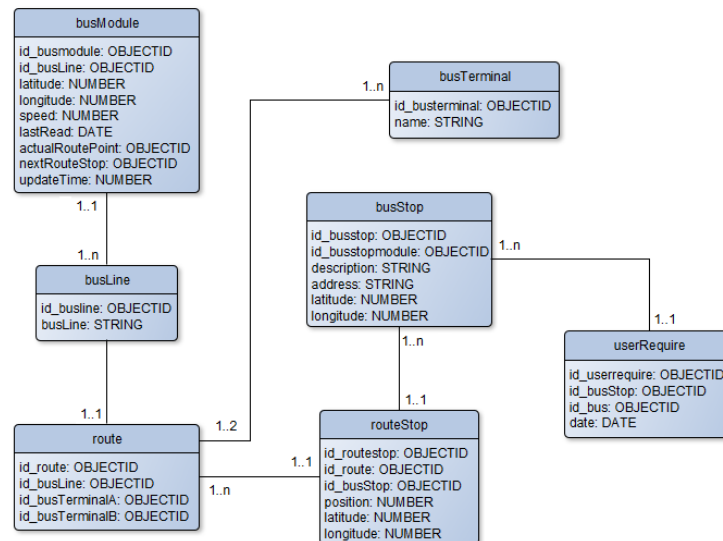 busModule
id_busmodule: OBJECTID
id_busLine: OBJECTID
latitude: NUMBER
longitude: NUMBER
speed: NUMBER
lastRead: DATE
actualRoutePoint: OBJECTID
nextRouteStop: OBJECTID
updateTime: NUMBER
1..1
1..n
busLine
id_busline: OBJECTID
busLine: STRING
1..1
route
id_route: OBJECTID
id_busLine: OBJECTID
id_busTerminalA: OBJECTID
id_busTerminalB: OBJECTID
1..2
1..n
1..n
busTerminal
id_busterminal: OBJECTID
name: STRING
busStop
id_busstop: OBJECTID
id_busstopmodule: OBJECTID
description: STRING
address: STRING
latitude: NUMBER
longitude: NUMBER
1..n
1..n
1..1
1..1
routeStop
id_routestop: OBJECTID
id_route: OBJECTID
id_busStop: OBJECTID
position: NUMBER
latitude: NUMBER
longitude: NUMBER
1..1
userRequire
id_userrequire: OBJECTID
id_busStop: OBJECTID
id_bus: OBJECTID
date: DATE